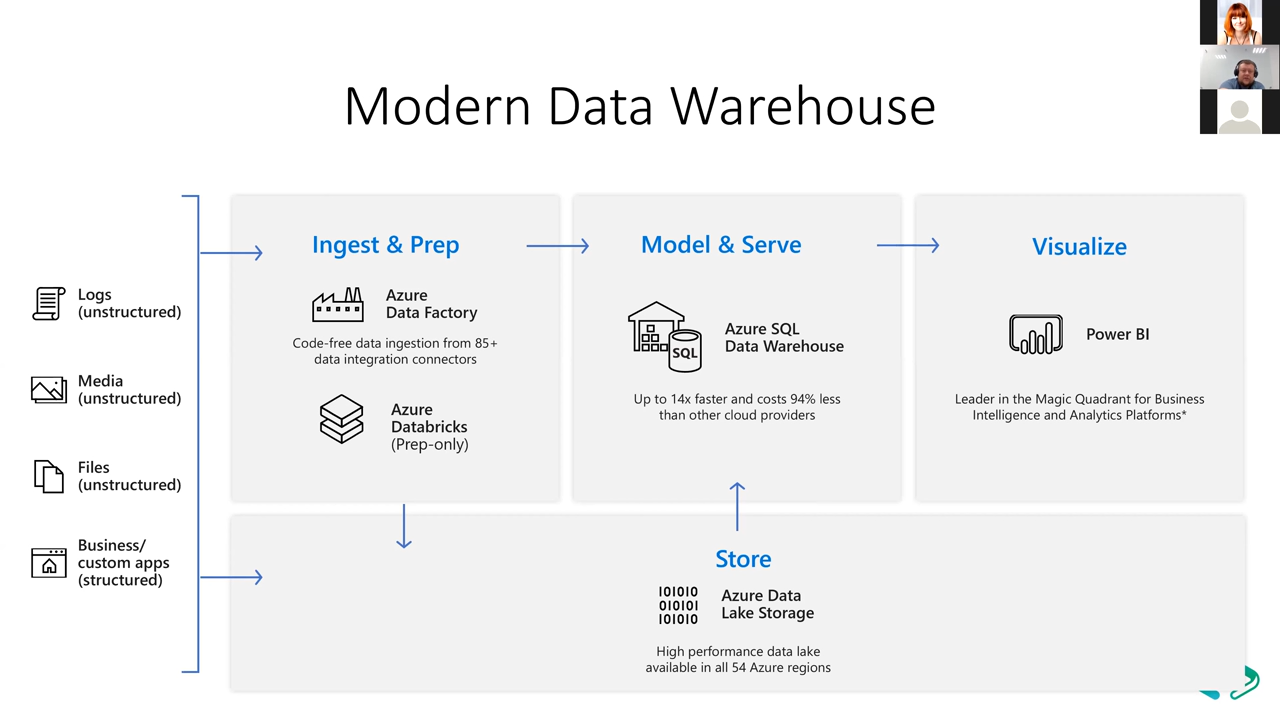 Modern Data Warehouse
Logs
(unstructured)
Media
(unstructured)
Files
(unstructured)
Business/
custom apps
(structured)
Ingest & Prep
Azure
Data Factory
Code-free data ingestion from 85+
data integration connectors
Azure
Databricks
(Prep-only)
Model & Serve
SQL
Azure SQL
Data Warehouse
Up to 14x faster and costs 94% less
than other cloud providers
Visualize
Power BI
Leader in the Magic Quadrant for Business
Intelligence and Analytics Platforms*
Store
101010
010101
101010
Azure Data
Lake Storage
High performance data lake
available in all 54 Azure regions